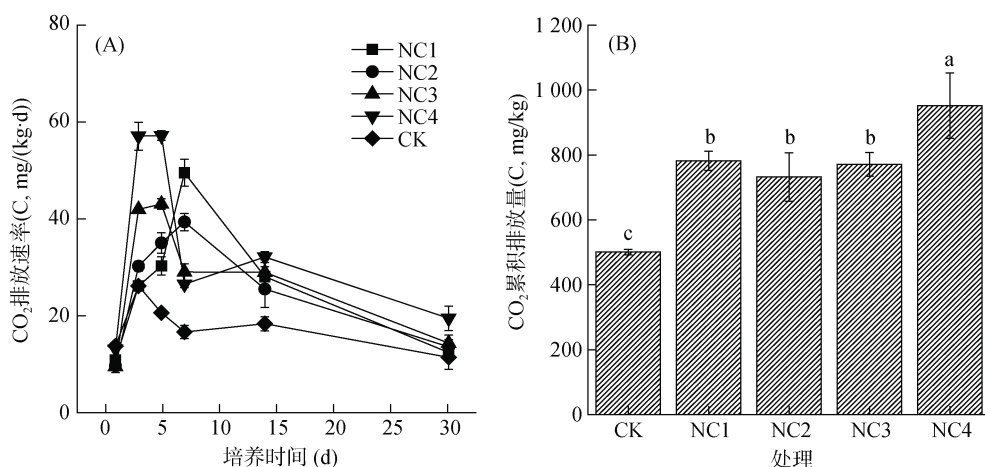 (A)
CO₂排放速率(C, mg/(kg·d))
80
60
40
20
0
NC1
NC2
NC3
NC4
CK
0 5 10 15 20 25 30
培养时间 (d)
(B)
CO₂累积排放量(C, mg/kg)
1 200
1 000
800
600
400
200
0
c
b
b
b
a
CK NC1 NC2 NC3 NC4
处理